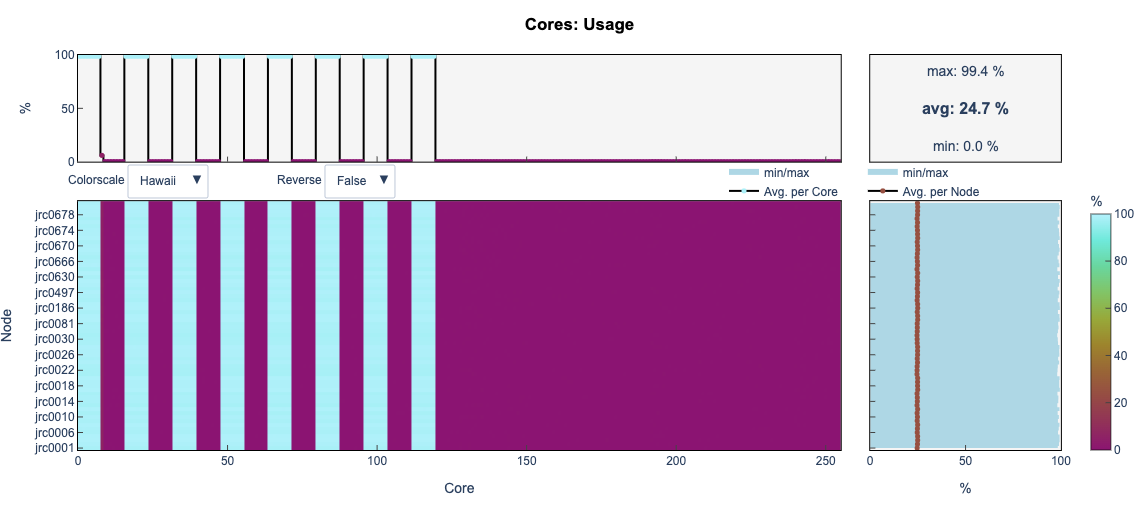 Cores: Usage
%
100
50
0
max: 99.4 %
avg: 24.7 %
min: 0.0 %
Colorscale Hawaii ▼ Reverse False ▼
min/max
Avg. per Core
min/max
Avg. per Node
Node
jrc0678
jrc0674
jrc0670
jrc0666
jrc0630
jrc0497
jrc0186
jrc0081
jrc0030
jrc0026
jrc0022
jrc0018
jrc0014
jrc0010
jrc0006
jrc0001
0 50 100 150 200 250
Core
0 50 100
%
%
100
80
60
40
20
0